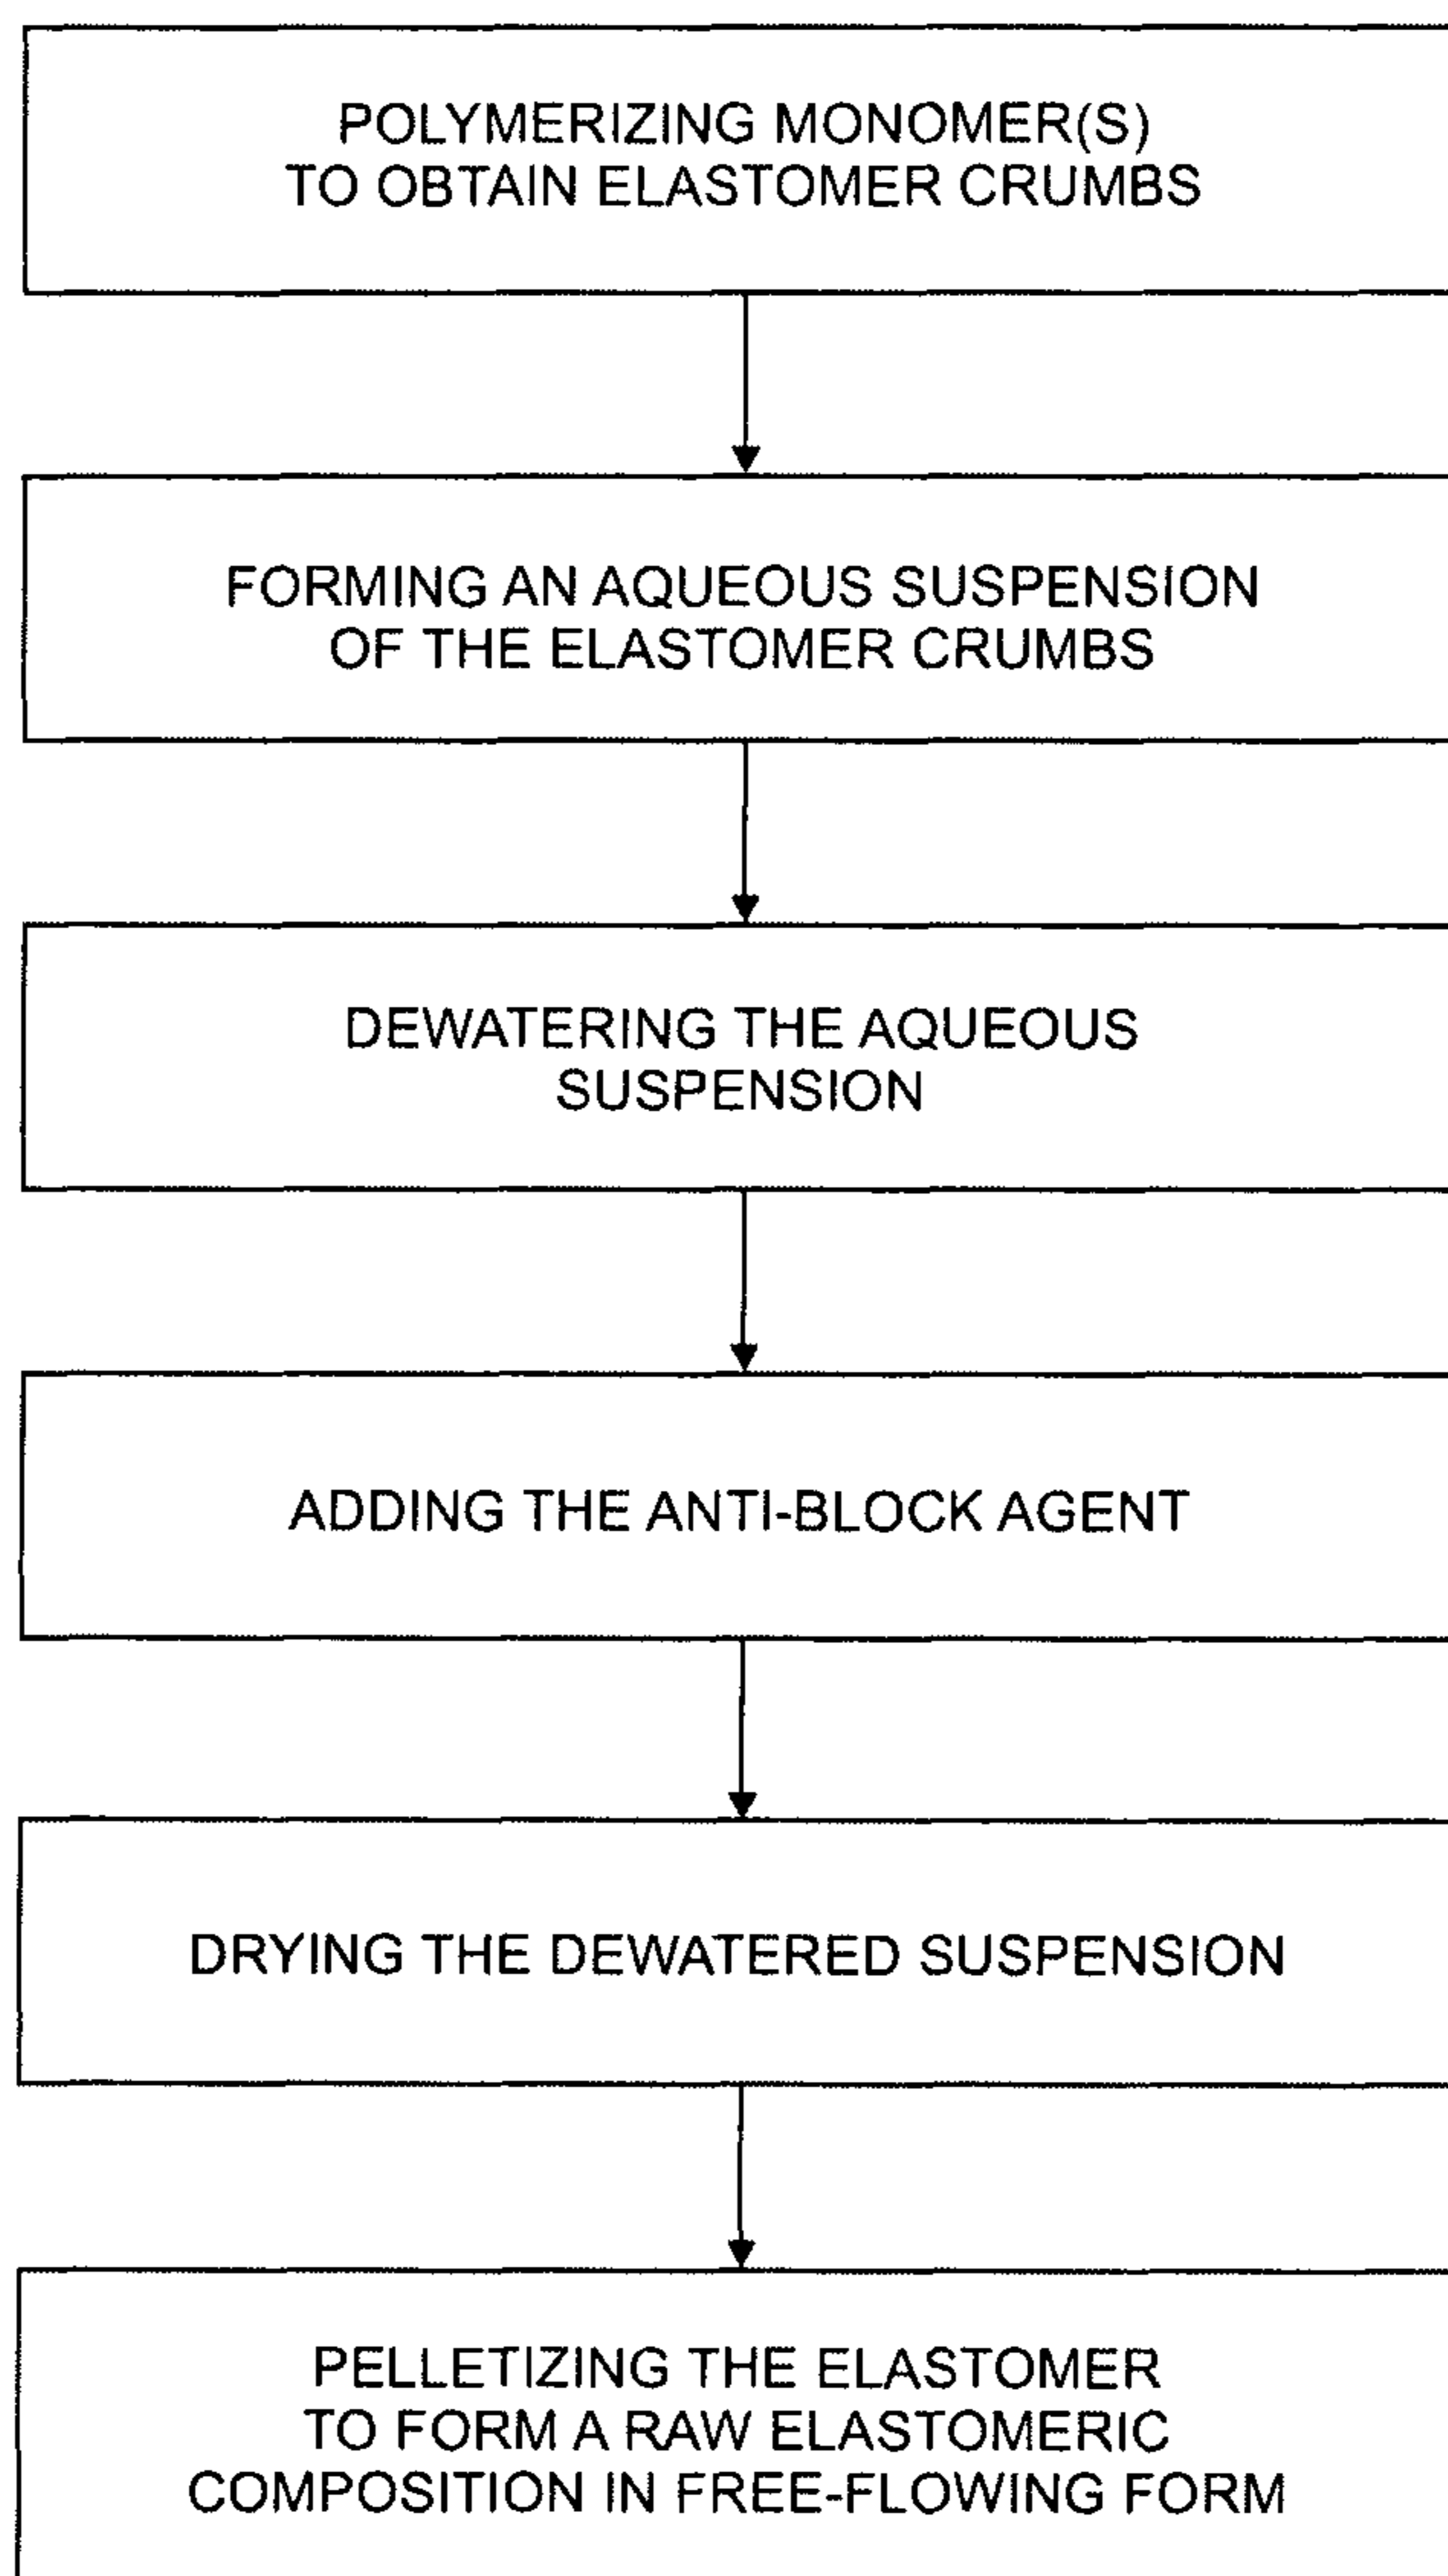 POLYMERIZING MONOMER(S)
TO OBTAIN ELASTOMER CRUMBS
FORMING AN AQUEOUS SUSPENSION
OF THE ELASTOMER CRUMBS
DEWATERING THE AQUEOUS
SUSPENSION
ADDING THE ANTI-BLOCK AGENT
DRYING THE DEWATERED SUSPENSION
PELLETIZING THE ELASTOMER
TO FORM A RAW ELASTOMERIC
COMPOSITION IN FREE-FLOWING FORM